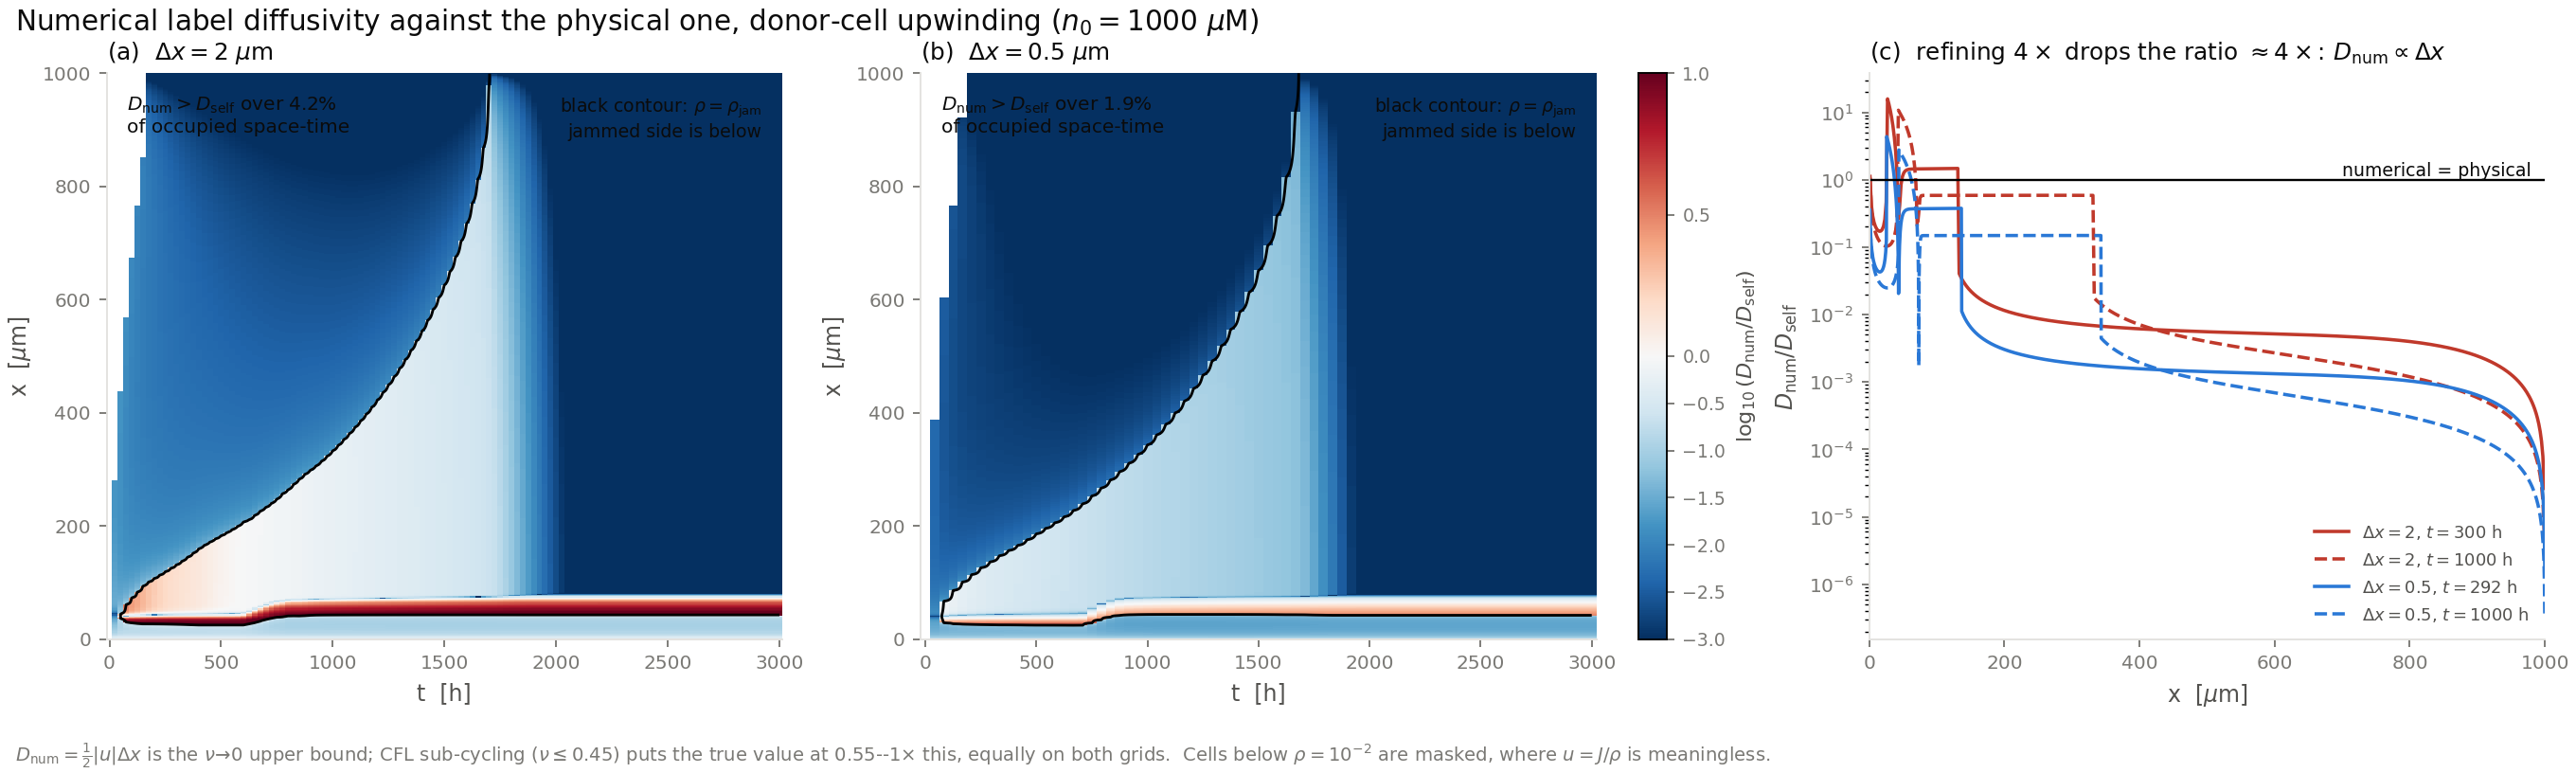 Numerical label diffusivity against the physical one, donor-cell upwinding (n₀ = 1000 μM)
(a) Δx = 2 μm
D_num > D_self over 4.2%
of occupied space-time
black contour: ρ = ρ_jam
jammed side is below
x [μm]
1000
800
600
400
200
0
0 500 1000 1500 2000 2500 3000
t [h]
(b) Δx = 0.5 μm
D_num > D_self over 1.9%
of occupied space-time
black contour: ρ = ρ_jam
jammed side is below
x [μm]
1000
800
600
400
200
0
0 500 1000 1500 2000 2500 3000
t [h]
1.0
0.5
0.0
−0.5
−1.0
−1.5
−2.0
−2.5
−3.0
log₁₀ (D_num/D_self)
(c) refining 4× drops the ratio ≈4×: D_num ∝ Δx
numerical = physical
D_num/D_self
10¹
10⁰
10⁻¹
10⁻²
10⁻³
10⁻⁴
10⁻⁵
10⁻⁶
Δx = 2, t = 300 h
Δx = 2, t = 1000 h
Δx = 0.5, t = 292 h
Δx = 0.5, t = 1000 h
0 200 400 600 800 1000
x [μm]
D_num = ½|u|Δx is the ν→0 upper bound; CFL sub-cycling (ν ≤ 0.45) puts the true value at 0.55--1× this, equally on both grids. Cells below ρ = 10⁻² are masked, where u = J/ρ is meaningless.